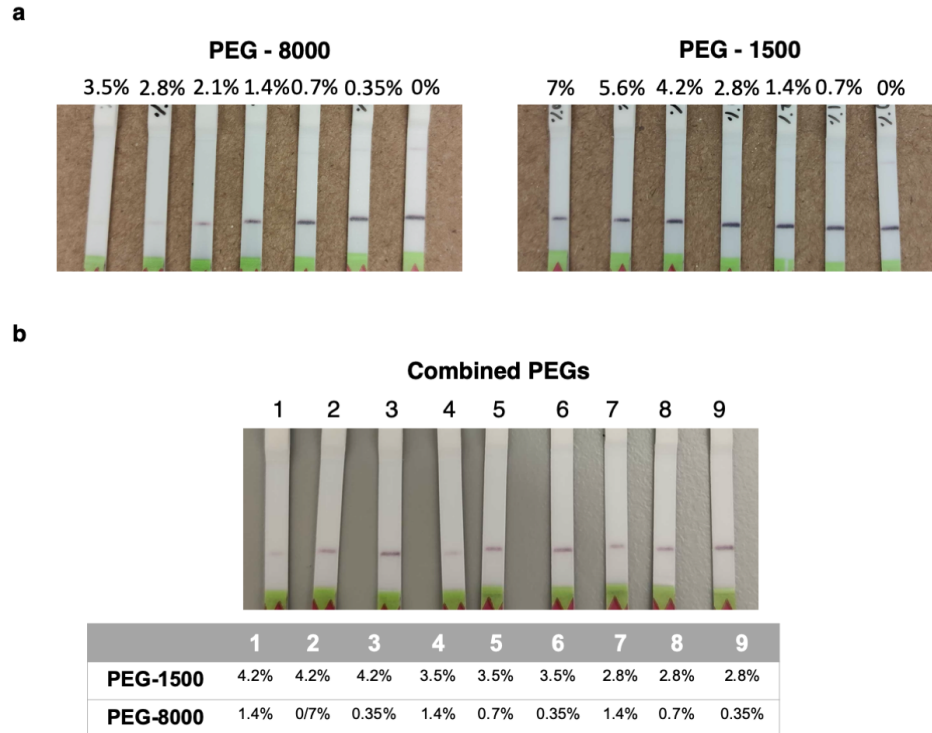 a
PEG - 8000
PEG - 1500
3.5% 2.8% 2.1% 1.4% 0.7% 0.35% 0%
7% 5.6% 4.2% 2.8% 1.4% 0.7% 0%
b
Combined PEGs
1 2 3 4 5 6 7 8 9
1 2 3 4 5 6 7 8 9
PEG-1500 4.2% 4.2% 4.2% 3.5% 3.5% 3.5% 2.8% 2.8% 2.8%
PEG-8000 1.4% 0/7% 0.35% 1.4% 0.7% 0.35% 1.4% 0.7% 0.35%